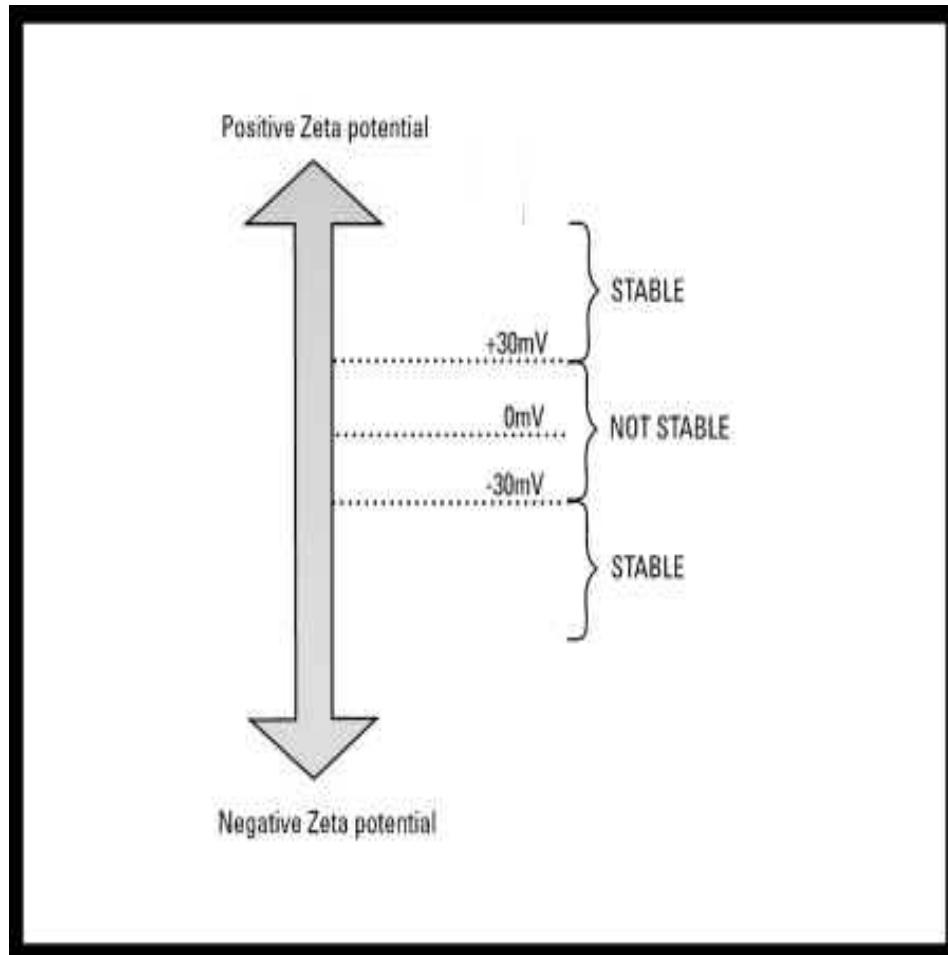 Positive Zeta potential
STABLE
+30mV
0mV
NOT STABLE
-30mV
STABLE
Negative Zeta potential